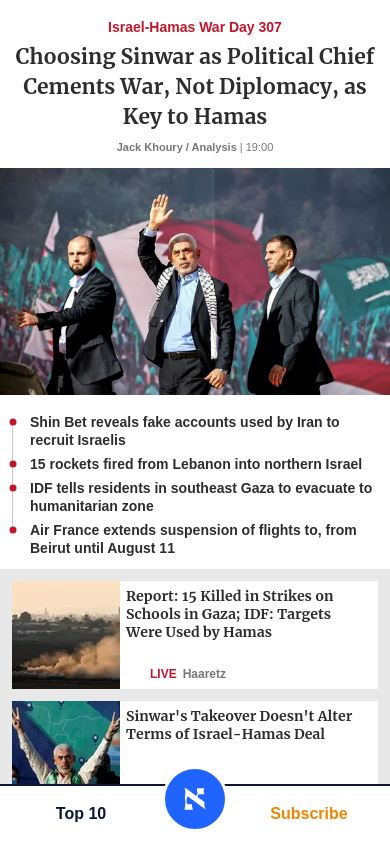 Israel-Hamas War Day 307
Choosing Sinwar as Political Chief
Cements War, Not Diplomacy, as
Key to Hamas
Jack Khoury / Analysis | 19:00
Shin Bet reveals fake accounts used by Iran to
recruit Israelis
15 rockets fired from Lebanon into northern Israel
IDF tells residents in southeast Gaza to evacuate to
humanitarian zone
Air France extends suspension of flights to, from
Beirut until August 11
Report: 15 Killed in Strikes on
Schools in Gaza; IDF: Targets
Were Used by Hamas
LIVE Haaretz
Sinwar's Takeover Doesn't Alter
Terms of Israel-Hamas Deal
Top 10
א
Subscribe